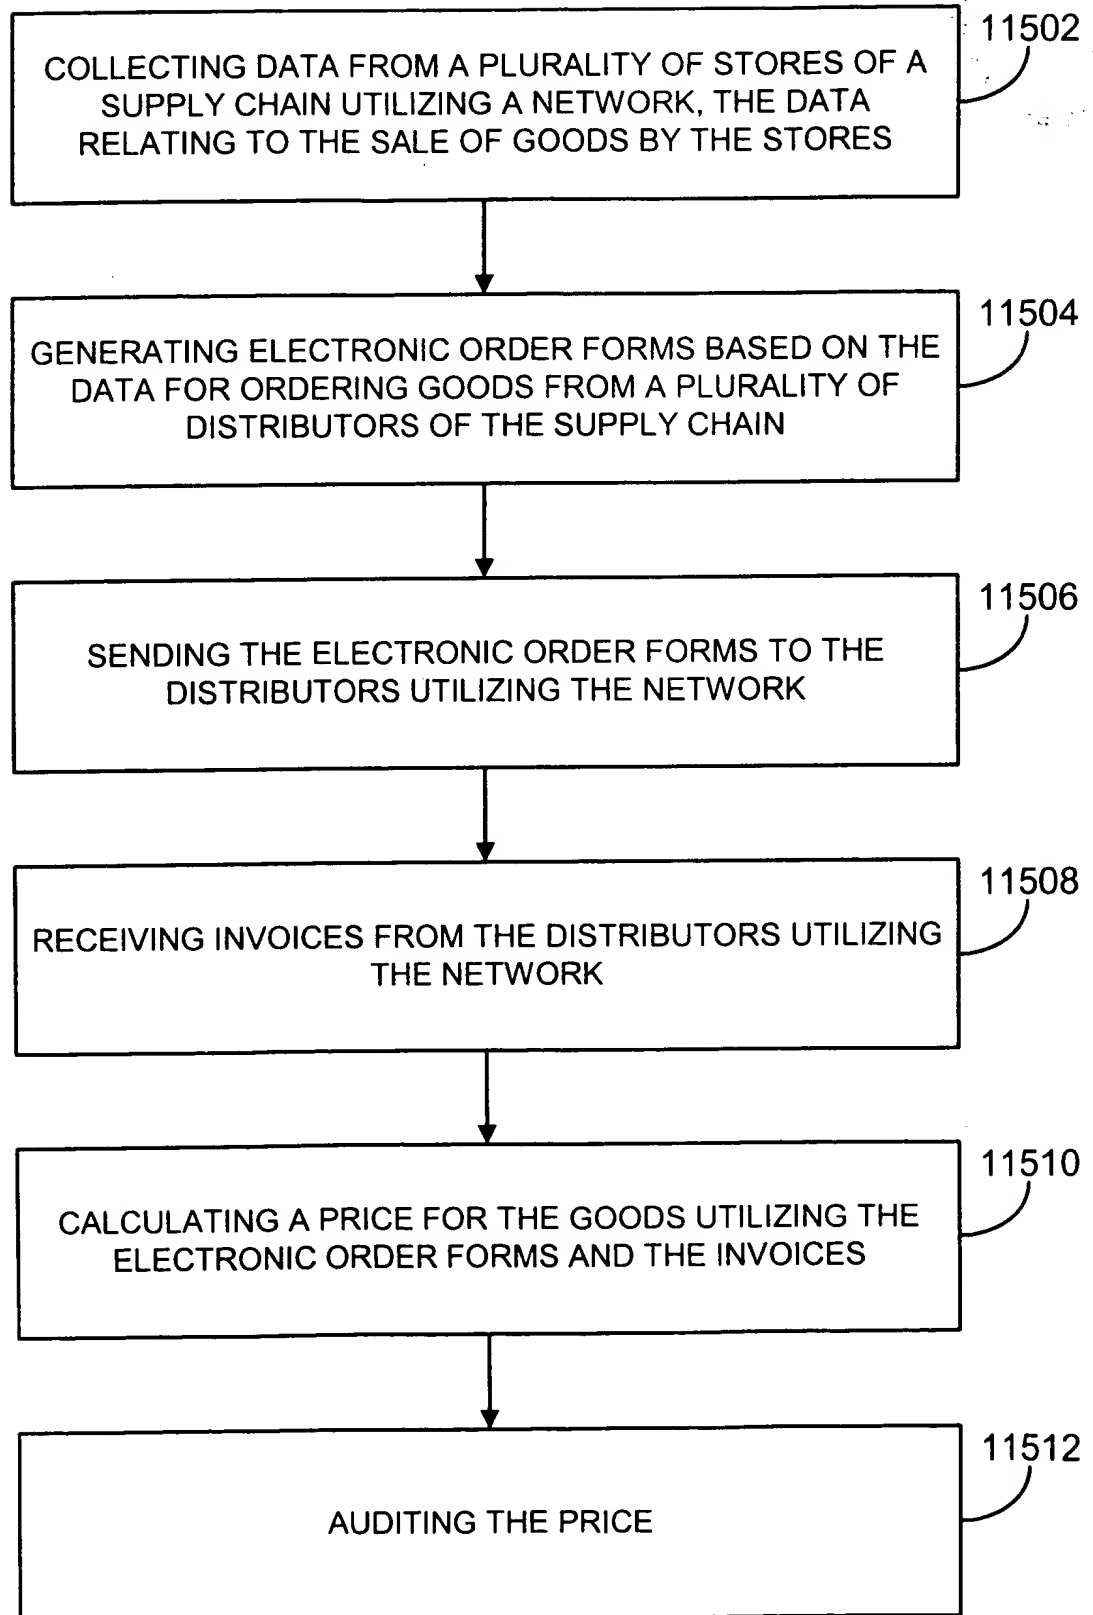 11502
COLLECTING DATA FROM A PLURALITY OF STORES OF A
SUPPLY CHAIN UTILIZING A NETWORK, THE DATA
RELATING TO THE SALE OF GOODS BY THE STORES
11504
GENERATING ELECTRONIC ORDER FORMS BASED ON THE
DATA FOR ORDERING GOODS FROM A PLURALITY OF
DISTRIBUTORS OF THE SUPPLY CHAIN
11506
SENDING THE ELECTRONIC ORDER FORMS TO THE
DISTRIBUTORS UTILIZING THE NETWORK
11508
RECEIVING INVOICES FROM THE DISTRIBUTORS UTILIZING
THE NETWORK
11510
CALCULATING A PRICE FOR THE GOODS UTILIZING THE
ELECTRONIC ORDER FORMS AND THE INVOICES
11512
AUDITING THE PRICE